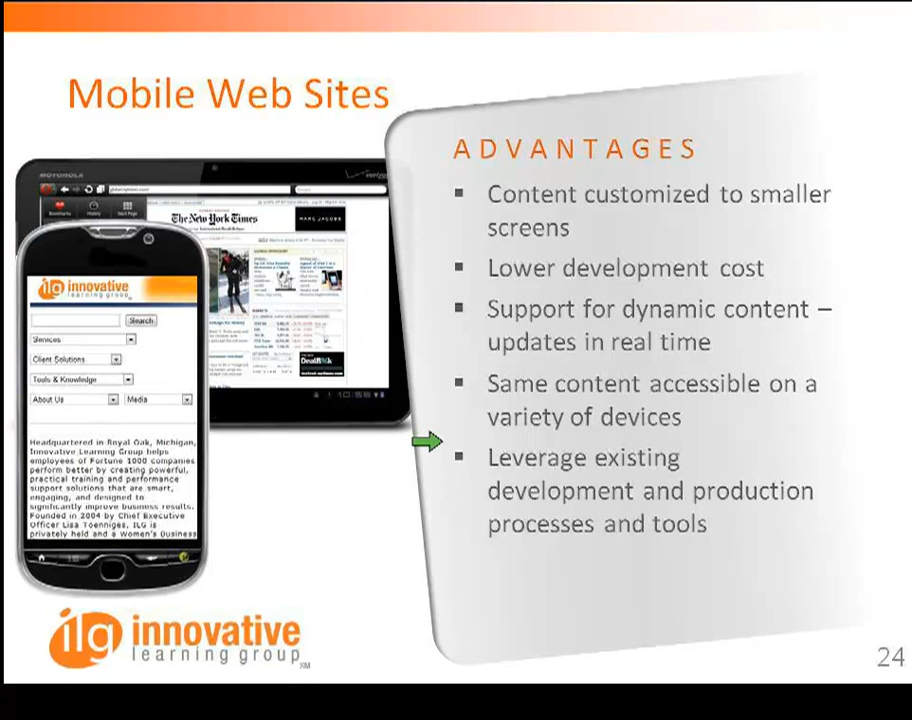 Mobile Web Sites
ADVANTAGES
▪ Content customized to smaller
screens
▪ Lower development cost
▪ Support for dynamic content –
updates in real time
▪ Same content accessible on a
variety of devices
▪ Leverage existing
development and production
processes and tools
MOTOROLA
verizon
Bookmarks
History
The New York Times
MARC JACOBS
ilg innovative
learning group
Search
Services
Client Solutions
Tools & Knowledge
About Us
Media
Headquartered in Royal Oak, Michigan,
Innovative Learning Group helps
employees of Fortune 1000 companies
perform better by creating powerful,
practical training and performance
support solutions that are smart,
engaging, and designed to
significantly improve business results.
Founded in 2004 by Chief Executive
Officer Lisa Toenniges, ILG is
privately held and a Women's Business
ilg innovative
learning group SM
24